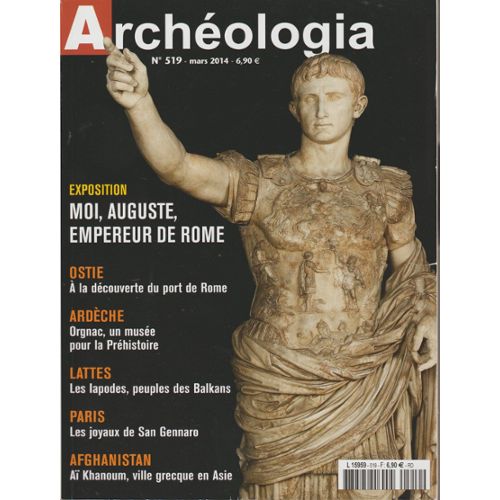 Archéologia
N° 519 - mars 2014 - 6,90 €
EXPOSITION
MOI, AUGUSTE,
EMPEREUR DE ROME
OSTIE
À la découverte du port de Rome
ARDÈCHE
Orgnac, un musée
pour la Préhistoire
LATTES
Les Iapodes, peuples des Balkans
PARIS
Les joyaux de San Gennaro
AFGHANISTAN
Aï Khanoum, ville grecque en Asie
L 15959 - 519 - F: 6,90 € - RD